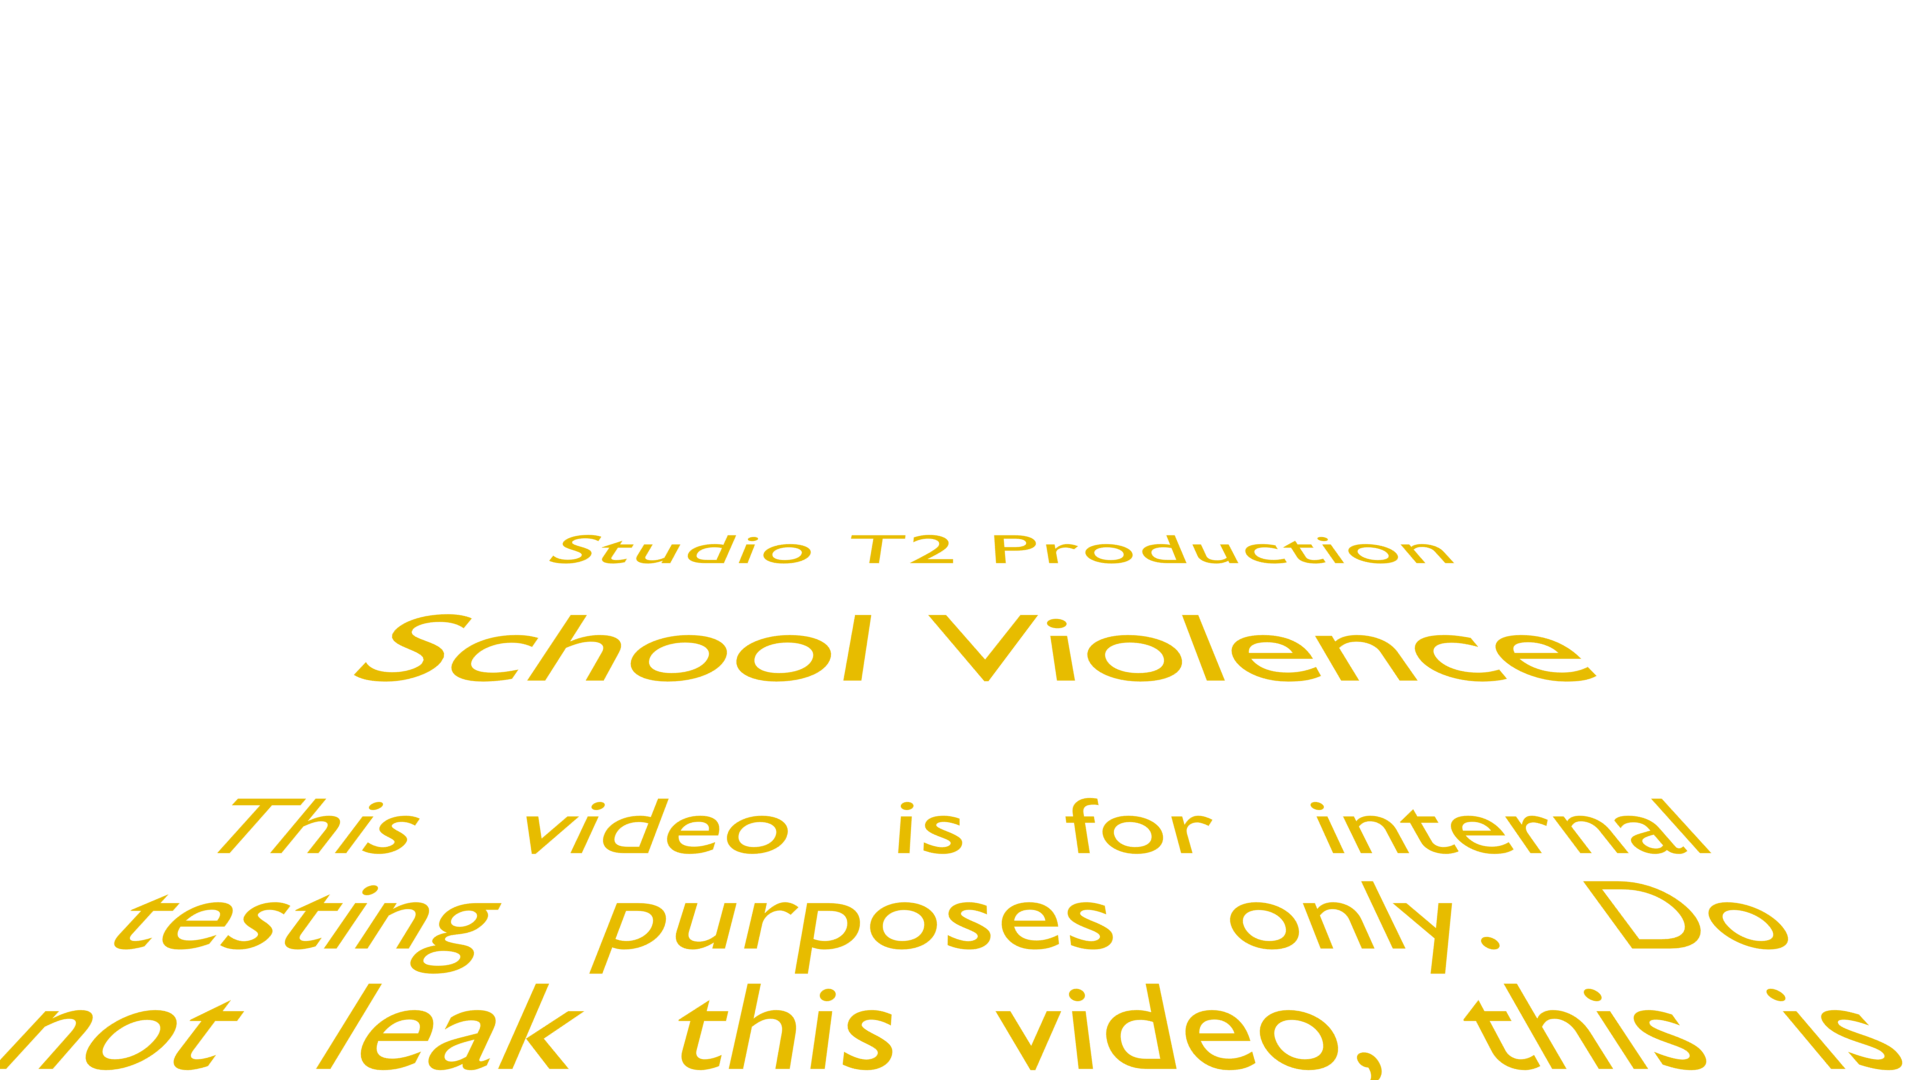 Studio T2 Production
School Violence
This video is for internal
testing purposes only. Do
not leak this video, this is